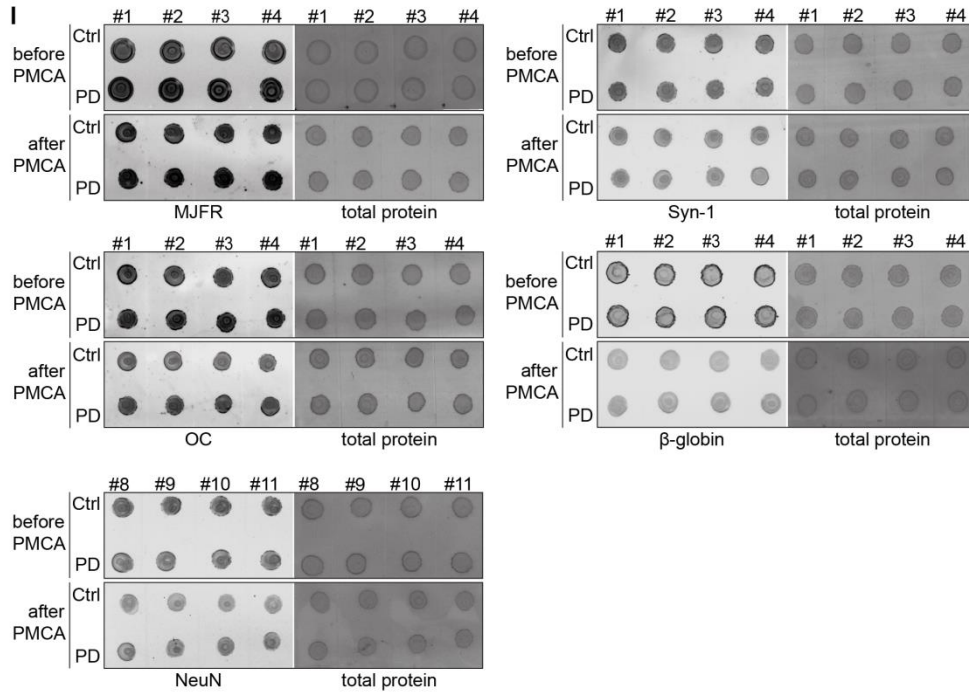 I
#1 #2 #3 #4 #1 #2 #3 #4
before PMCA
Ctrl
PD
after PMCA
Ctrl
PD
MJFR total protein
#1 #2 #3 #4 #1 #2 #3 #4
before PMCA
Ctrl
PD
after PMCA
Ctrl
PD
Syn-1 total protein
#1 #2 #3 #4 #1 #2 #3 #4
before PMCA
Ctrl
PD
after PMCA
Ctrl
PD
OC total protein
#1 #2 #3 #4 #1 #2 #3 #4
before PMCA
Ctrl
PD
after PMCA
Ctrl
PD
β-globin total protein
#8 #9 #10 #11 #8 #9 #10 #11
before PMCA
Ctrl
PD
after PMCA
Ctrl
PD
NeuN total protein